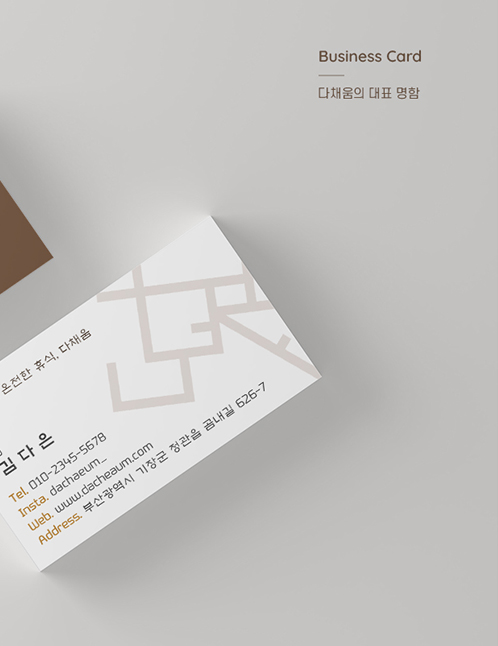 Business Card
다채움의 대표 명함
온전한 휴식, 다채움
김다은
Tel. 010-2345-5678
Insta. dachaeum_
Web. www.dacheaum.com
Address. 부산광역시 기장군 정관읍 곰내길 626-7